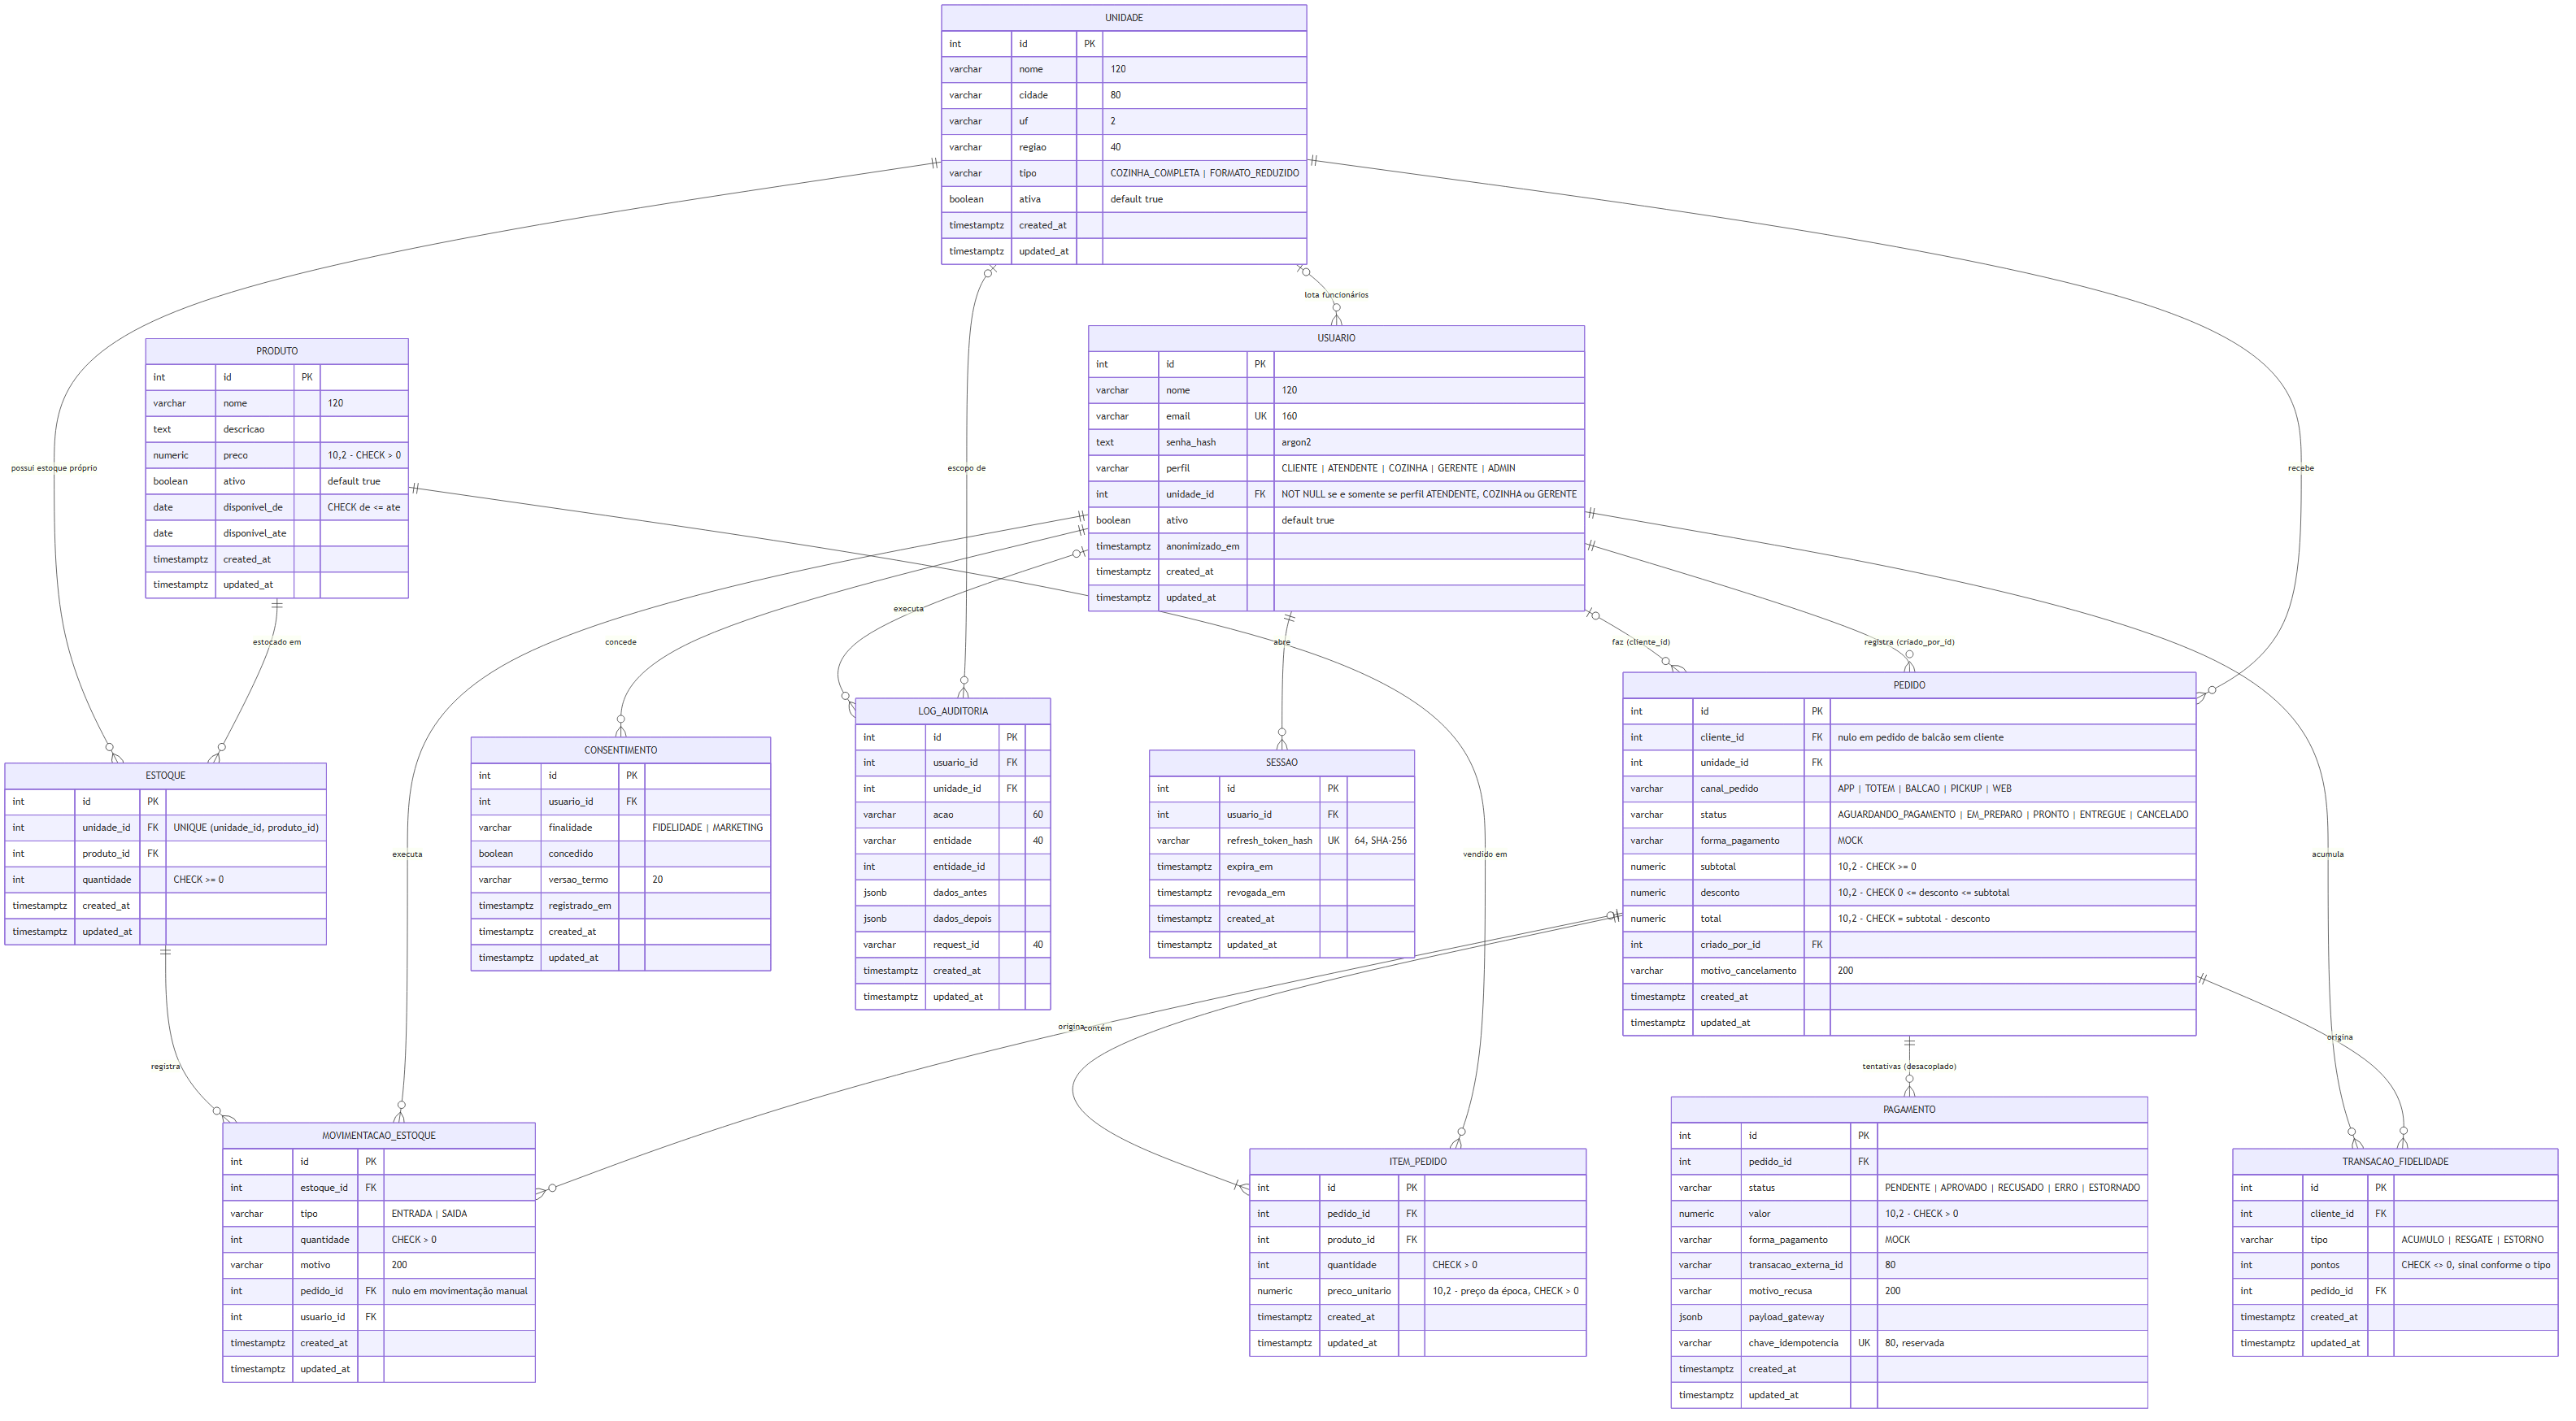 UNIDADE
int id PK
varchar nome 120
varchar cidade 80
varchar uf 2
varchar regiao 40
varchar tipo COZINHA_COMPLETA | FORMATO_REDUZIDO
boolean ativa default true
timestamptz created_at
timestamptz updated_at
lota funcionários
possui estoque próprio
escopo de
recebe
PRODUTO
int id PK
varchar nome 120
text descricao
numeric preco 10,2 - CHECK > 0
boolean ativo default true
date disponivel_de CHECK de <= ate
date disponivel_ate
timestamptz created_at
timestamptz updated_at
USUARIO
int id PK
varchar nome 120
varchar email UK 160
text senha_hash argon2
varchar perfil CLIENTE | ATENDENTE | COZINHA | GERENTE | ADMIN
int unidade_id FK NOT NULL se e somente se perfil ATENDENTE, COZINHA ou GERENTE
boolean ativo default true
timestamptz anonimizado_em
timestamptz created_at
timestamptz updated_at
estocado em
concede
executa
abre
faz (cliente_id)
registra (criado_por_id)
ESTOQUE
int id PK
int unidade_id FK UNIQUE (unidade_id, produto_id)
int produto_id FK
int quantidade CHECK >= 0
timestamptz created_at
timestamptz updated_at
CONSENTIMENTO
int id PK
int usuario_id FK
varchar finalidade FIDELIDADE | MARKETING
boolean concedido
varchar versao_termo 20
timestamptz registrado_em
timestamptz created_at
timestamptz updated_at
LOG_AUDITORIA
int id PK
int usuario_id FK
int unidade_id FK
varchar acao 60
varchar entidade 40
int entidade_id
jsonb dados_antes
jsonb dados_depois
varchar request_id 40
timestamptz created_at
timestamptz updated_at
SESSAO
int id PK
int usuario_id FK
varchar refresh_token_hash UK 64, SHA-256
timestamptz expira_em
timestamptz revogada_em
timestamptz created_at
timestamptz updated_at
PEDIDO
int id PK
int cliente_id FK nulo em pedido de balcão sem cliente
int unidade_id FK
varchar canal_pedido APP | TOTEM | BALCAO | PICKUP | WEB
varchar status AGUARDANDO_PAGAMENTO | EM_PREPARO | PRONTO | ENTREGUE | CANCELADO
varchar forma_pagamento MOCK
numeric subtotal 10,2 - CHECK >= 0
numeric desconto 10,2 - CHECK 0 <= desconto <= subtotal
numeric total 10,2 - CHECK = subtotal - desconto
int criado_por_id FK
varchar motivo_cancelamento 200
timestamptz created_at
timestamptz updated_at
executa
vendido em
acumula
origina
contém
registra
tentativas (desacoplado)
origina
MOVIMENTACAO_ESTOQUE
int id PK
int estoque_id FK
varchar tipo ENTRADA | SAIDA
int quantidade CHECK > 0
varchar motivo 200
int pedido_id FK nulo em movimentação manual
int usuario_id FK
timestamptz created_at
timestamptz updated_at
ITEM_PEDIDO
int id PK
int pedido_id FK
int produto_id FK
int quantidade CHECK > 0
numeric preco_unitario 10,2 - preço da época, CHECK > 0
timestamptz created_at
timestamptz updated_at
PAGAMENTO
int id PK
int pedido_id FK
varchar status PENDENTE | APROVADO | RECUSADO | ERRO | ESTORNADO
numeric valor 10,2 - CHECK > 0
varchar forma_pagamento MOCK
varchar transacao_externa_id 80
varchar motivo_recusa 200
jsonb payload_gateway
varchar chave_idempotencia UK 80, reservada
timestamptz created_at
timestamptz updated_at
TRANSACAO_FIDELIDADE
int id PK
int cliente_id FK
varchar tipo ACUMULO | RESGATE | ESTORNO
int pontos CHECK <> 0, sinal conforme o tipo
int pedido_id FK
timestamptz created_at
timestamptz updated_at